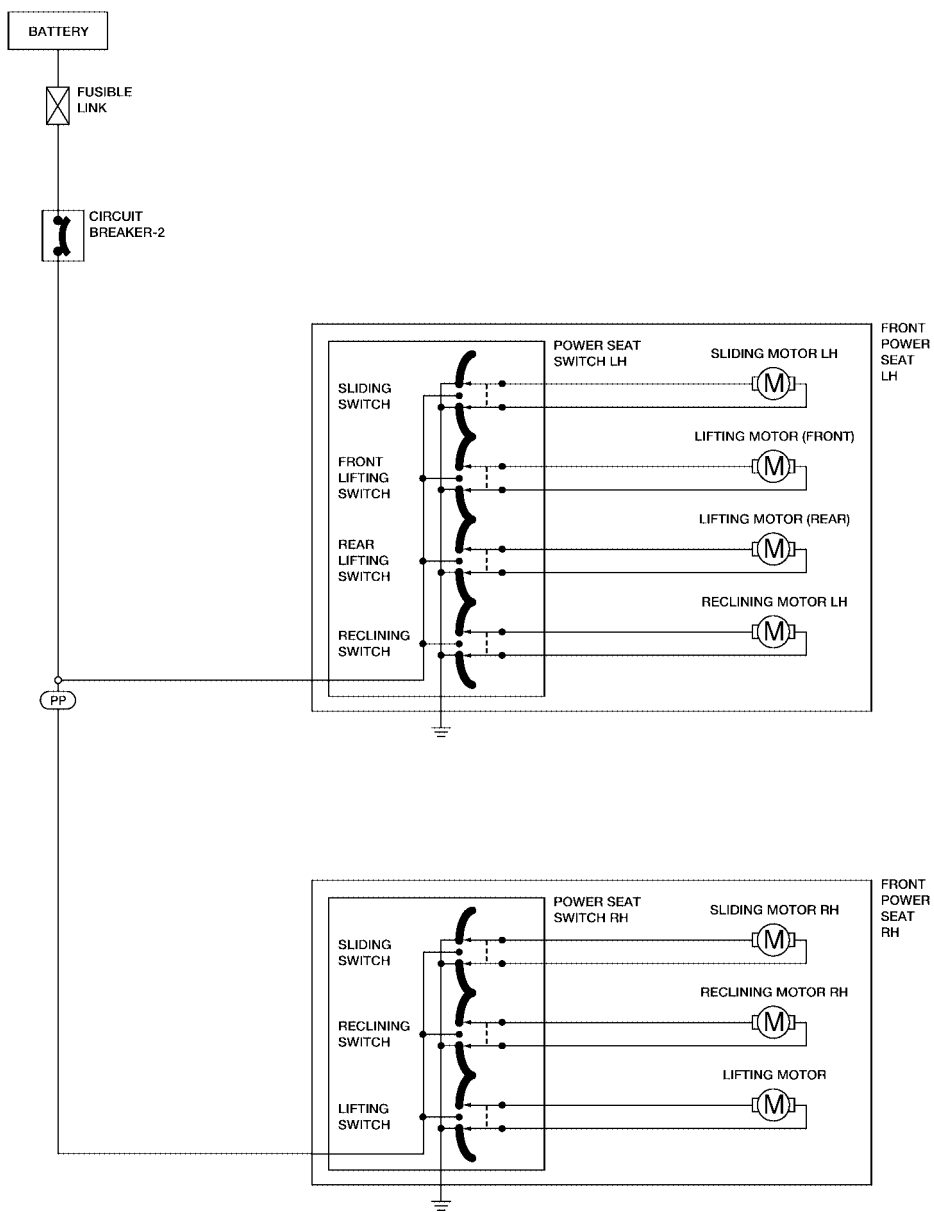 BATTERY
FUSIBLE
LINK
CIRCUIT
BREAKER-2
FRONT
POWER
SEAT
LH
POWER SEAT
SWITCH LH
SLIDING MOTOR LH
SLIDING
SWITCH
M
LIFTING MOTOR (FRONT)
FRONT
LIFTING
SWITCH
M
LIFTING MOTOR (REAR)
REAR
LIFTING
SWITCH
M
RECLINING MOTOR LH
RECLINING
SWITCH
M
PP
FRONT
POWER
SEAT
RH
POWER SEAT
SWITCH RH
SLIDING MOTOR RH
SLIDING
SWITCH
M
RECLINING MOTOR RH
RECLINING
SWITCH
M
LIFTING MOTOR
LIFTING
SWITCH
M